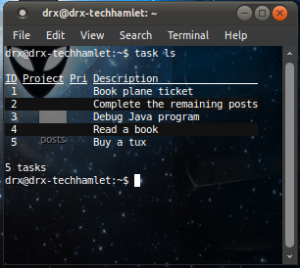 drx@drx-techhamlet: ~
File Edit View Search Terminal Help
drx@drx-techhamlet:~$ task ls
ID Project Pri Description
1 Book plane ticket
2 Complete the remaining posts
3 Debug Java program
4 Read a book
5 Buy a tux
posts
5 tasks
drx@drx-techhamlet:~$